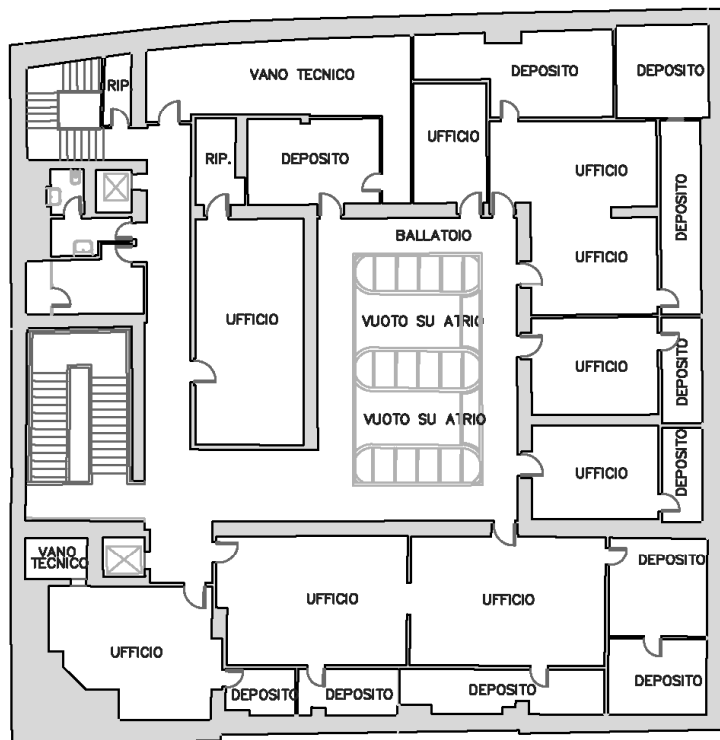 DEPOSITO
DEPOSITO
VANO TECNICO
RIP
UFFICIO
RIP.
DEPOSITO
UFFICIO
DEPOSITO
BALLATOIO
UFFICIO
UFFICIO
VUOTO SU ATRIO
UFFICIO
DEPOSITO
VUOTO SU ATRIO
UFFICIO
DEPOSITO
VANO
TECNICO
DEPOSITO
UFFICIO
UFFICIO
UFFICIO
DEPOSITO
DEPOSITO
DEPOSITO
DEPOSITO